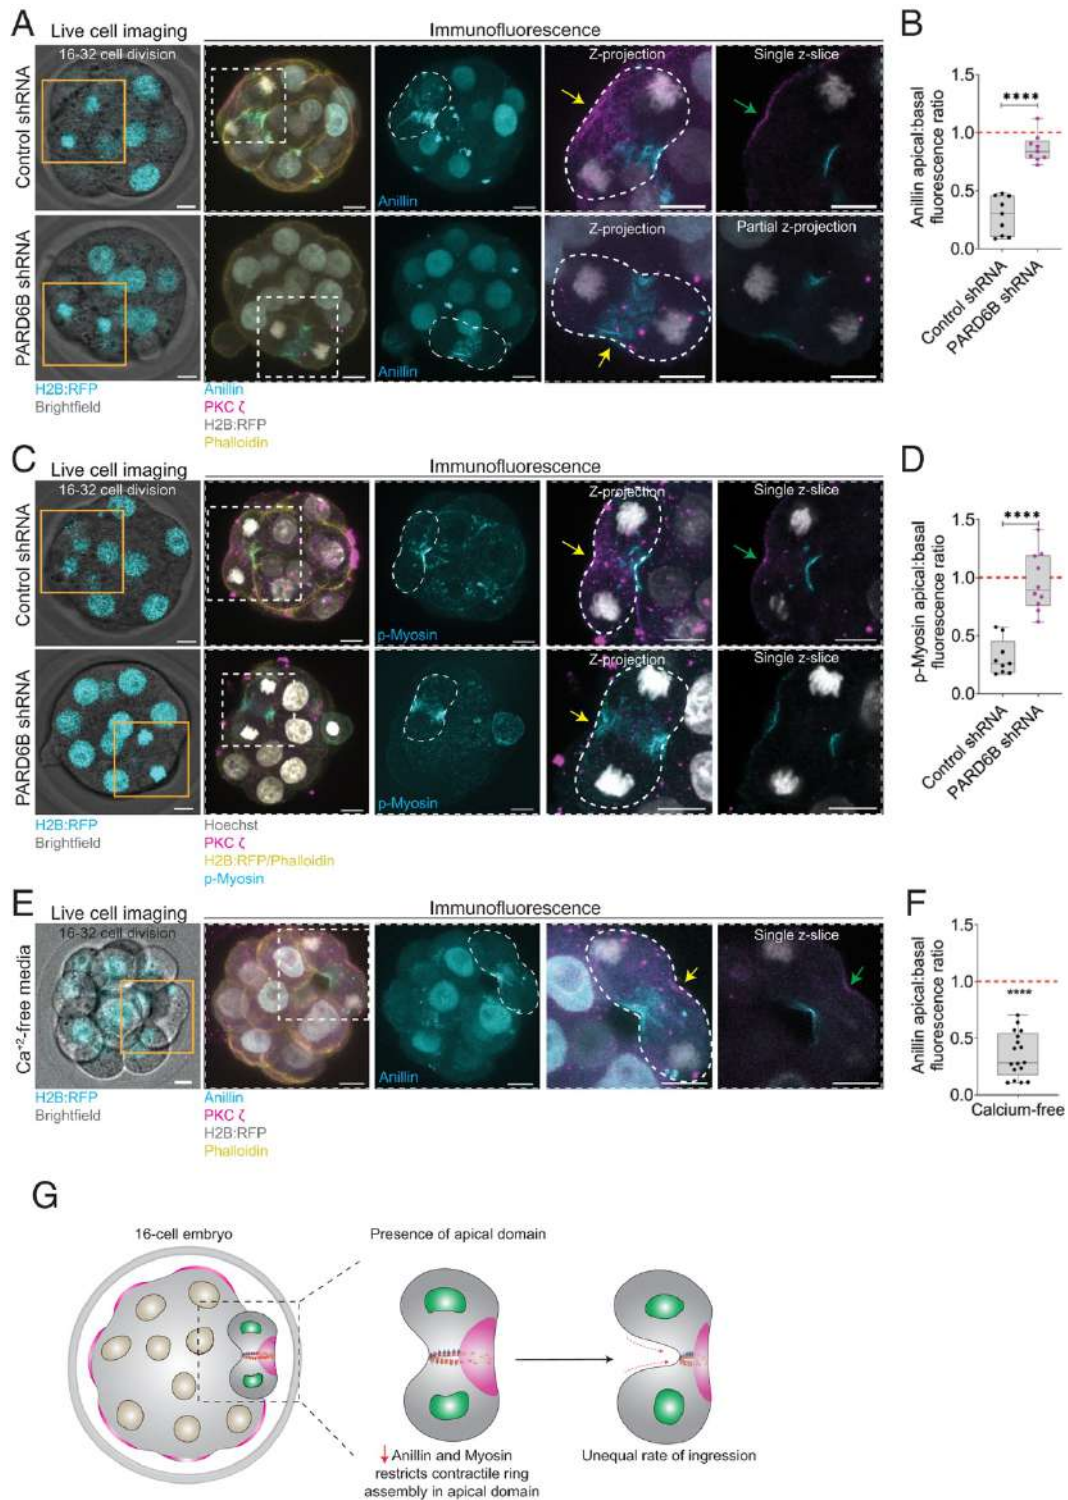 A
Live cell imaging
Immunofluorescence
16-32 cell division
Z-projection
Single z-slice
Control shRNA
Anillin
Z-projection
Partial z-projection
PARD6B shRNA
Anillin
H2B:RFP
Brightfield
Anillin
PKC ζ
H2B:RFP
Phalloidin
B
Anillin apical:basal
fluorescence ratio
1.5
1.0
0.5
0.0
****
Control shRNA
PARD6B shRNA
C
Live cell imaging
Immunofluorescence
16-32 cell division
Z-projection
Single z-slice
Control shRNA
p-Myosin
Z-projection
Single z-slice
PARD6B shRNA
p-Myosin
H2B:RFP
Brightfield
Hoechst
PKC ζ
H2B:RFP/Phalloidin
p-Myosin
D
p-Myosin apical:basal
fluorescence ratio
1.5
1.0
0.5
0.0
****
Control shRNA
PARD6B shRNA
E
Live cell imaging
Immunofluorescence
16-32 cell division
Single z-slice
Ca⁺²-free media
Anillin
H2B:RFP
Brightfield
Anillin
PKC ζ
H2B:RFP
Phalloidin
F
Anillin apical:basal
fluorescence ratio
1.5
1.0
0.5
0.0
****
Calcium-free
G
16-cell embryo
Presence of apical domain
↓Anillin and Myosin
restricts contractile ring
assembly in apical domain
Unequal rate of ingression